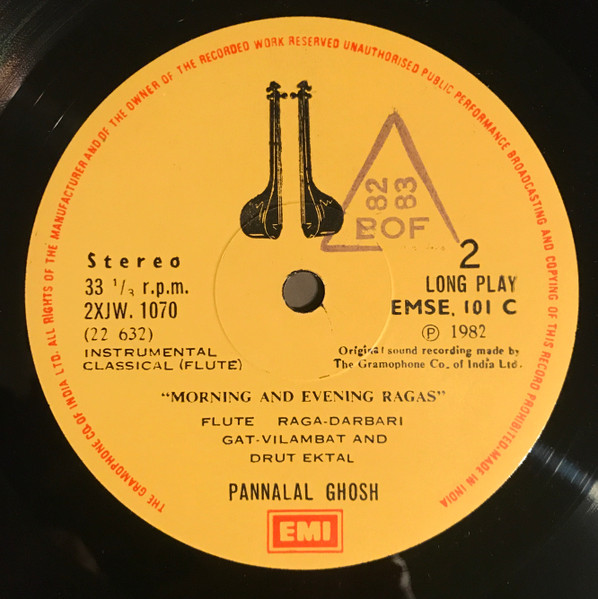 THE GRAMOPHONE CO. OF INDIA LTD. ALL RIGHTS OF THE MANUFACTURER AND OF THE OWNER OF THE RECORDED WORK RESERVED UNAUTHORISED PUBLIC PERFORMANCE BROADCASTING AND COPYING OF THIS RECORD PROHIBITED. MADE IN INDIA
82
83
BOF
2
Stereo
33 1/3 r.p.m.
2XJW. 1070
(22 632)
INSTRUMENTAL
CLASSICAL (FLUTE)
LONG PLAY
EMSE. 101 C
Ⓟ 1982
Original sound recording made by
The Gramophone Co. of India Ltd.
"MORNING AND EVENING RAGAS"
FLUTE RAGA-DARBARI
GAT-VILAMBAT AND
DRUT EKTAL
PANNALAL GHOSH
EMI